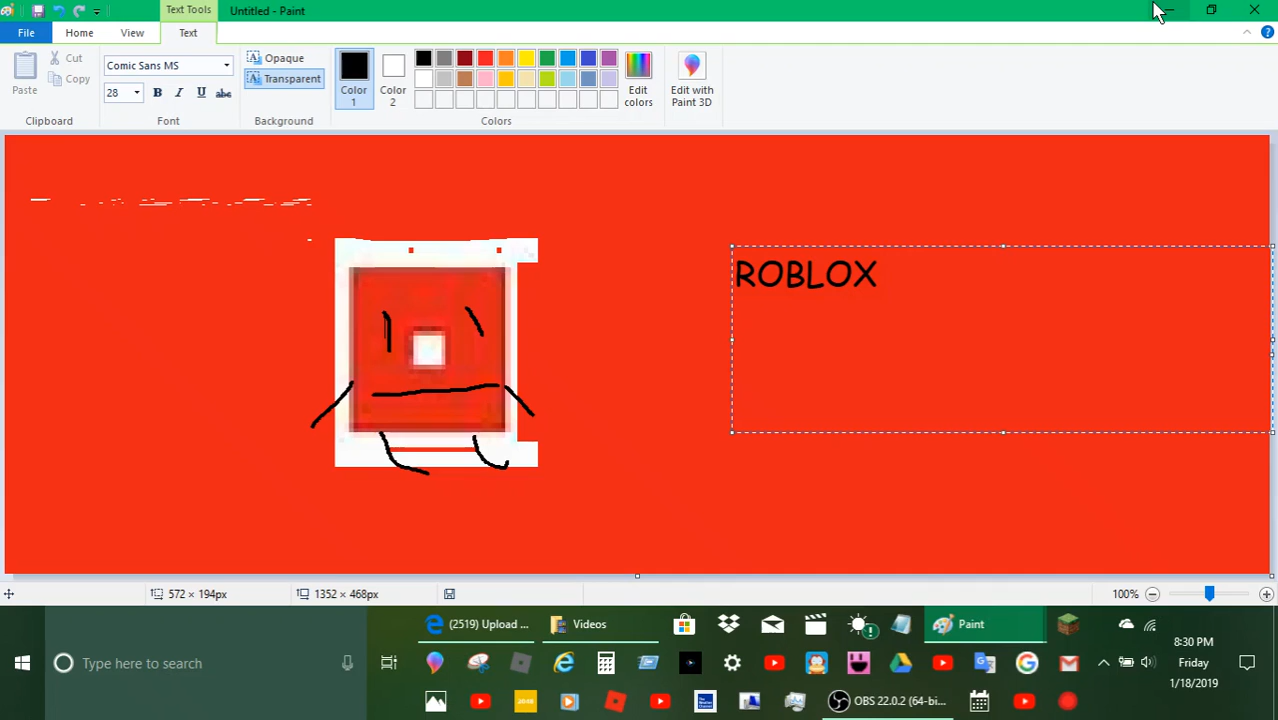 Text Tools
Untitled - Paint
File
Home
View
Text
Paste
Cut
Copy
Clipboard
Comic Sans MS
28
B I U abc
Font
Opaque
Transparent
Background
Color 1
Color 2
Edit colors
Colors
Edit with Paint 3D
ROBLOX
572 × 194px
1352 × 468px
100%
(2519) Upload ...
Videos
Paint
Type here to search
OBS 22.0.2 (64-bi...
8:30 PM
Friday
1/18/2019